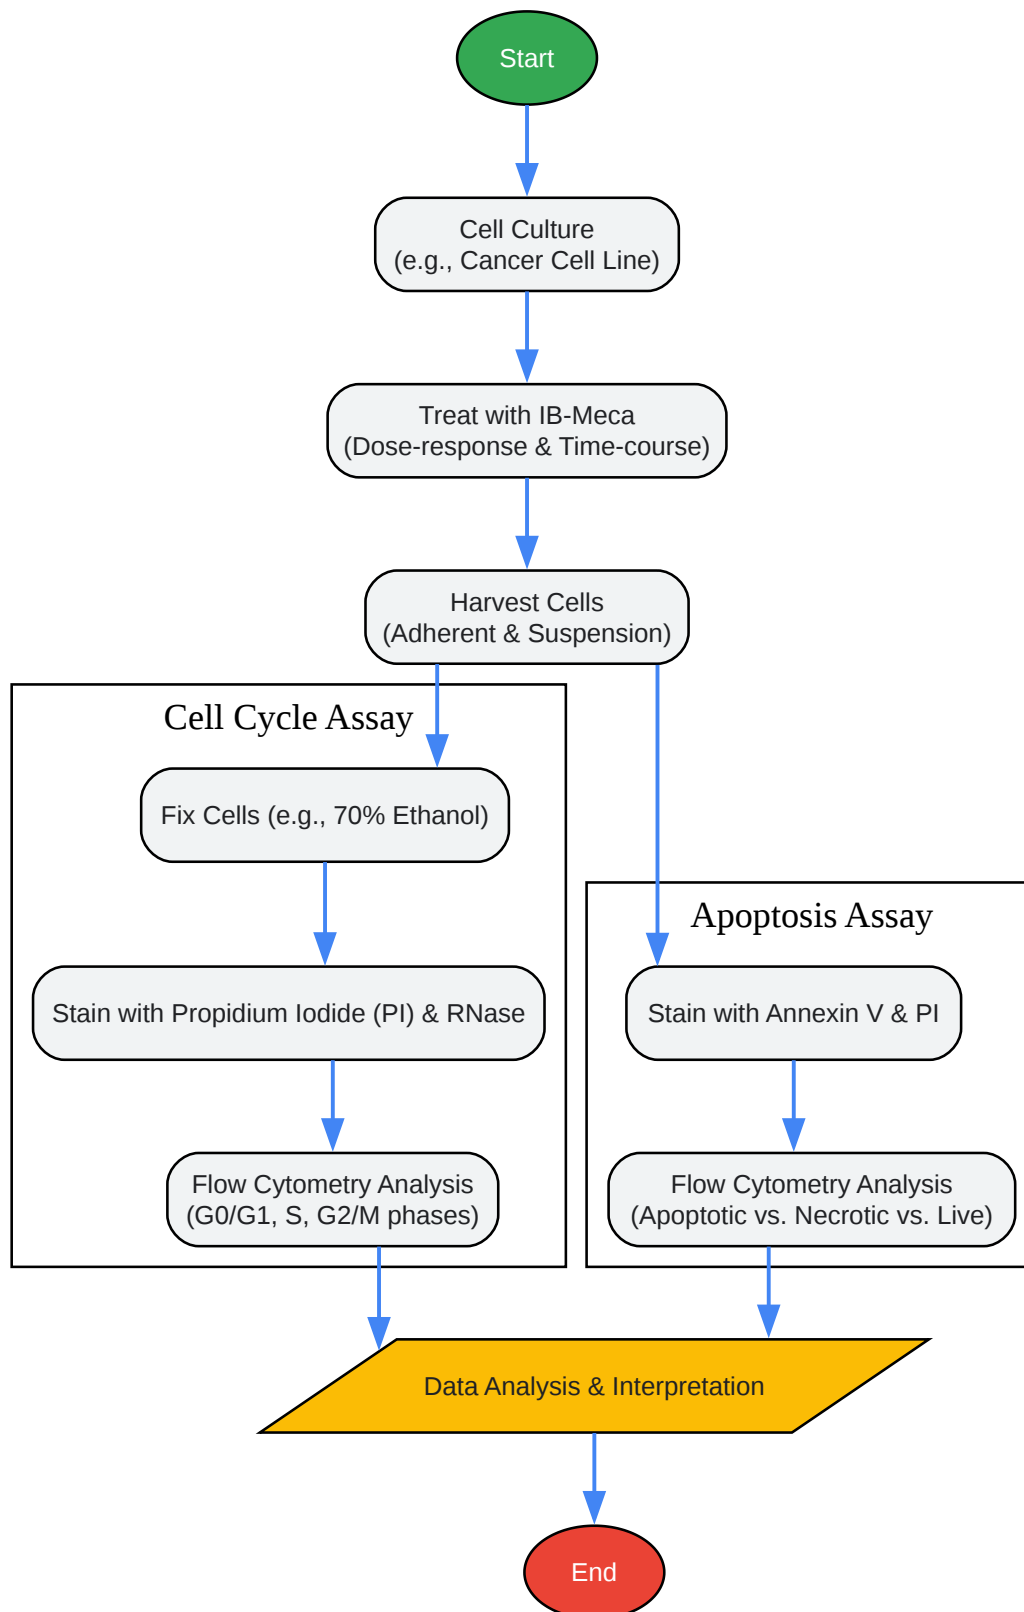 Start
Cell Culture
(e.g., Cancer Cell Line)
Treat with IB-Meca
(Dose-response & Time-course)
Harvest Cells
(Adherent & Suspension)
Cell Cycle Assay
Fix Cells (e.g., 70% Ethanol)
Stain with Propidium Iodide (PI) & RNase
Flow Cytometry Analysis
(G0/G1, S, G2/M phases)
Apoptosis Assay
Stain with Annexin V & PI
Flow Cytometry Analysis
(Apoptotic vs. Necrotic vs. Live)
Data Analysis & Interpretation
End